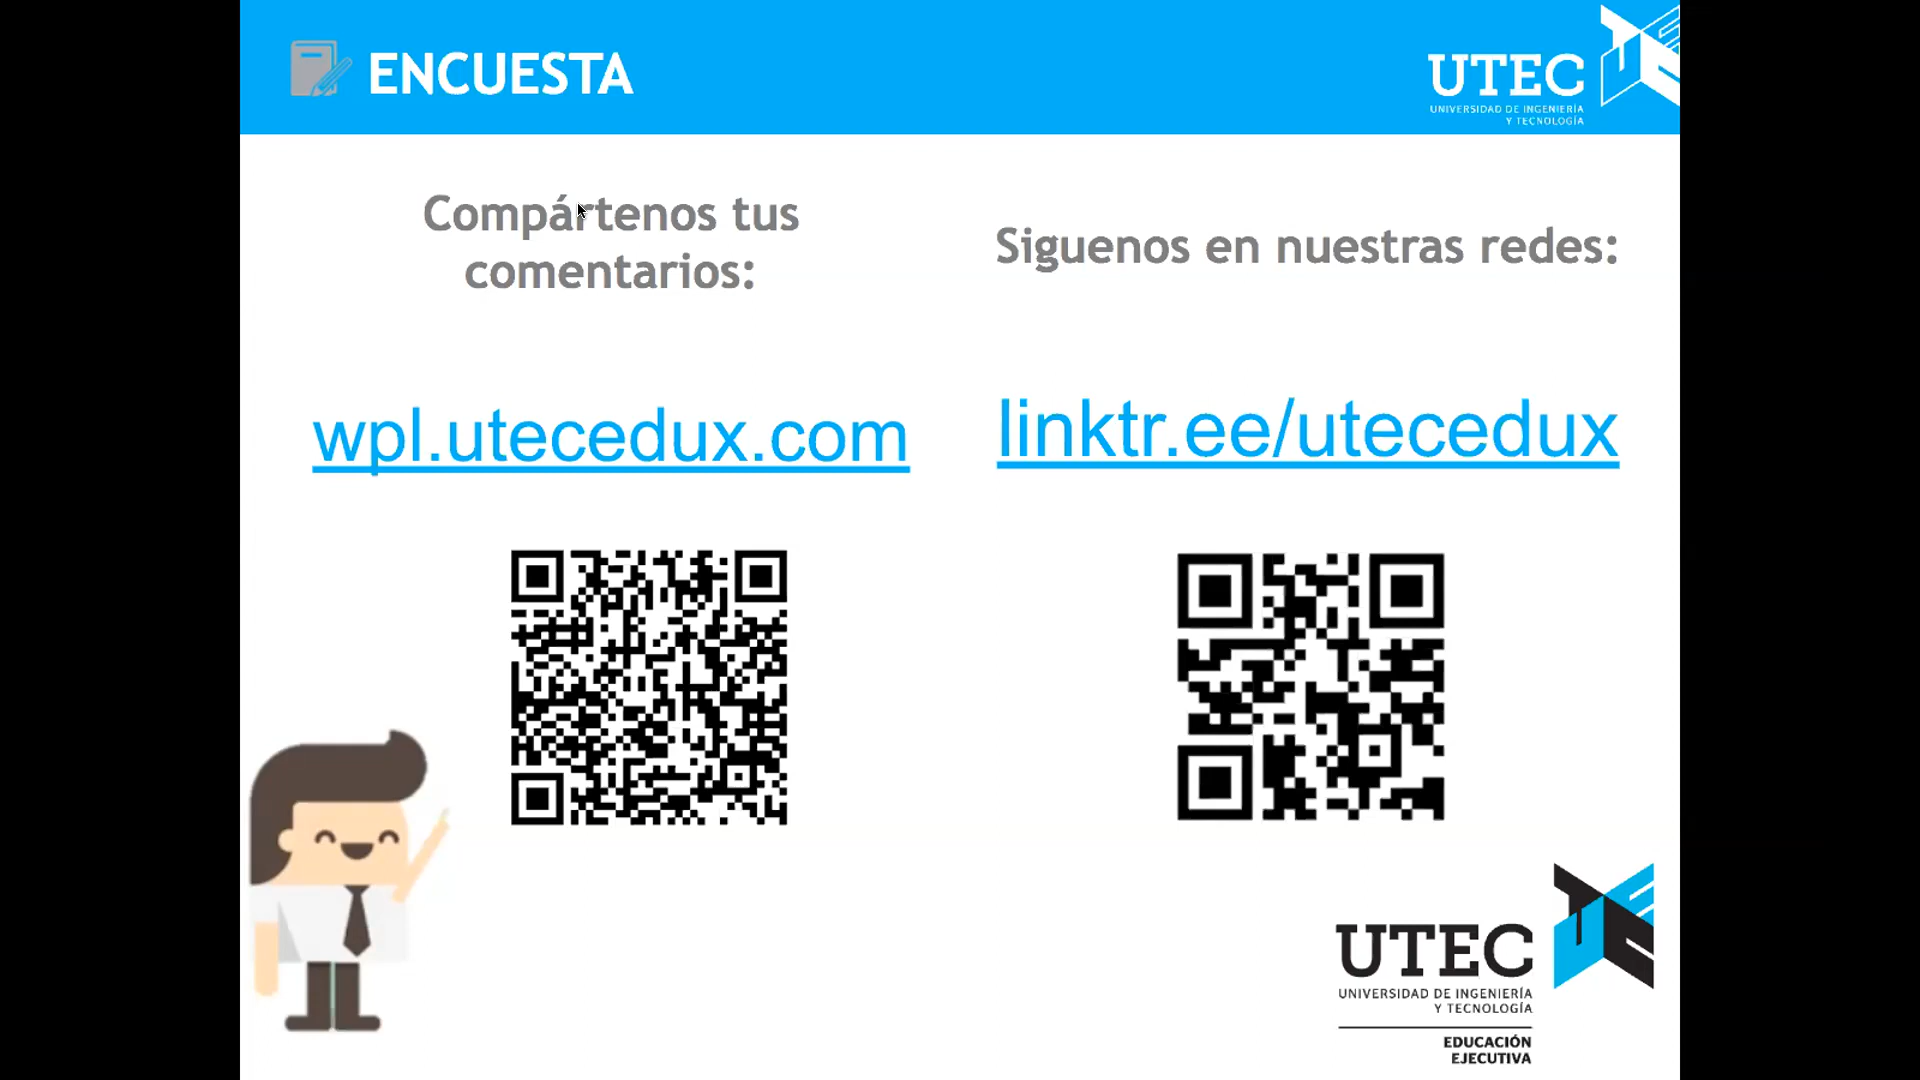 ENCUESTA
UTEC
UNIVERSIDAD DE INGENIERÍA
Y TECNOLOGÍA
Compártenos tus
comentarios:
Siguenos en nuestras redes:
wpl.utecedux.com
linktr.ee/utecedux
UTEC
UNIVERSIDAD DE INGENIERÍA
Y TECNOLOGÍA
EDUCACIÓN
EJECUTIVA